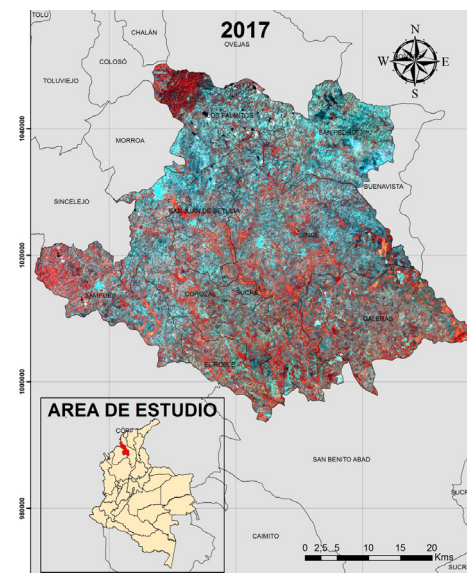 TOLÚ
CHALÁN
2017
OVEJAS
COLOSÓ
TOLUVIEJO
N
W
E
S
LOS PALMITOS
SAN PEDRO
MORROA
BUENAVISTA
SINCELEJO
SAN JUAN DE BETULIA
SINCÉ
SAMPUÉS
COROZAL
SUCRE
GALERAS
EL ROBLE
1040000
1020000
1000000
980000
AREA DE ESTUDIO
SAN BENITO ABAD
SUCR
CAIMITO
0 2,5 5 10 15 20
Kms
SUCR